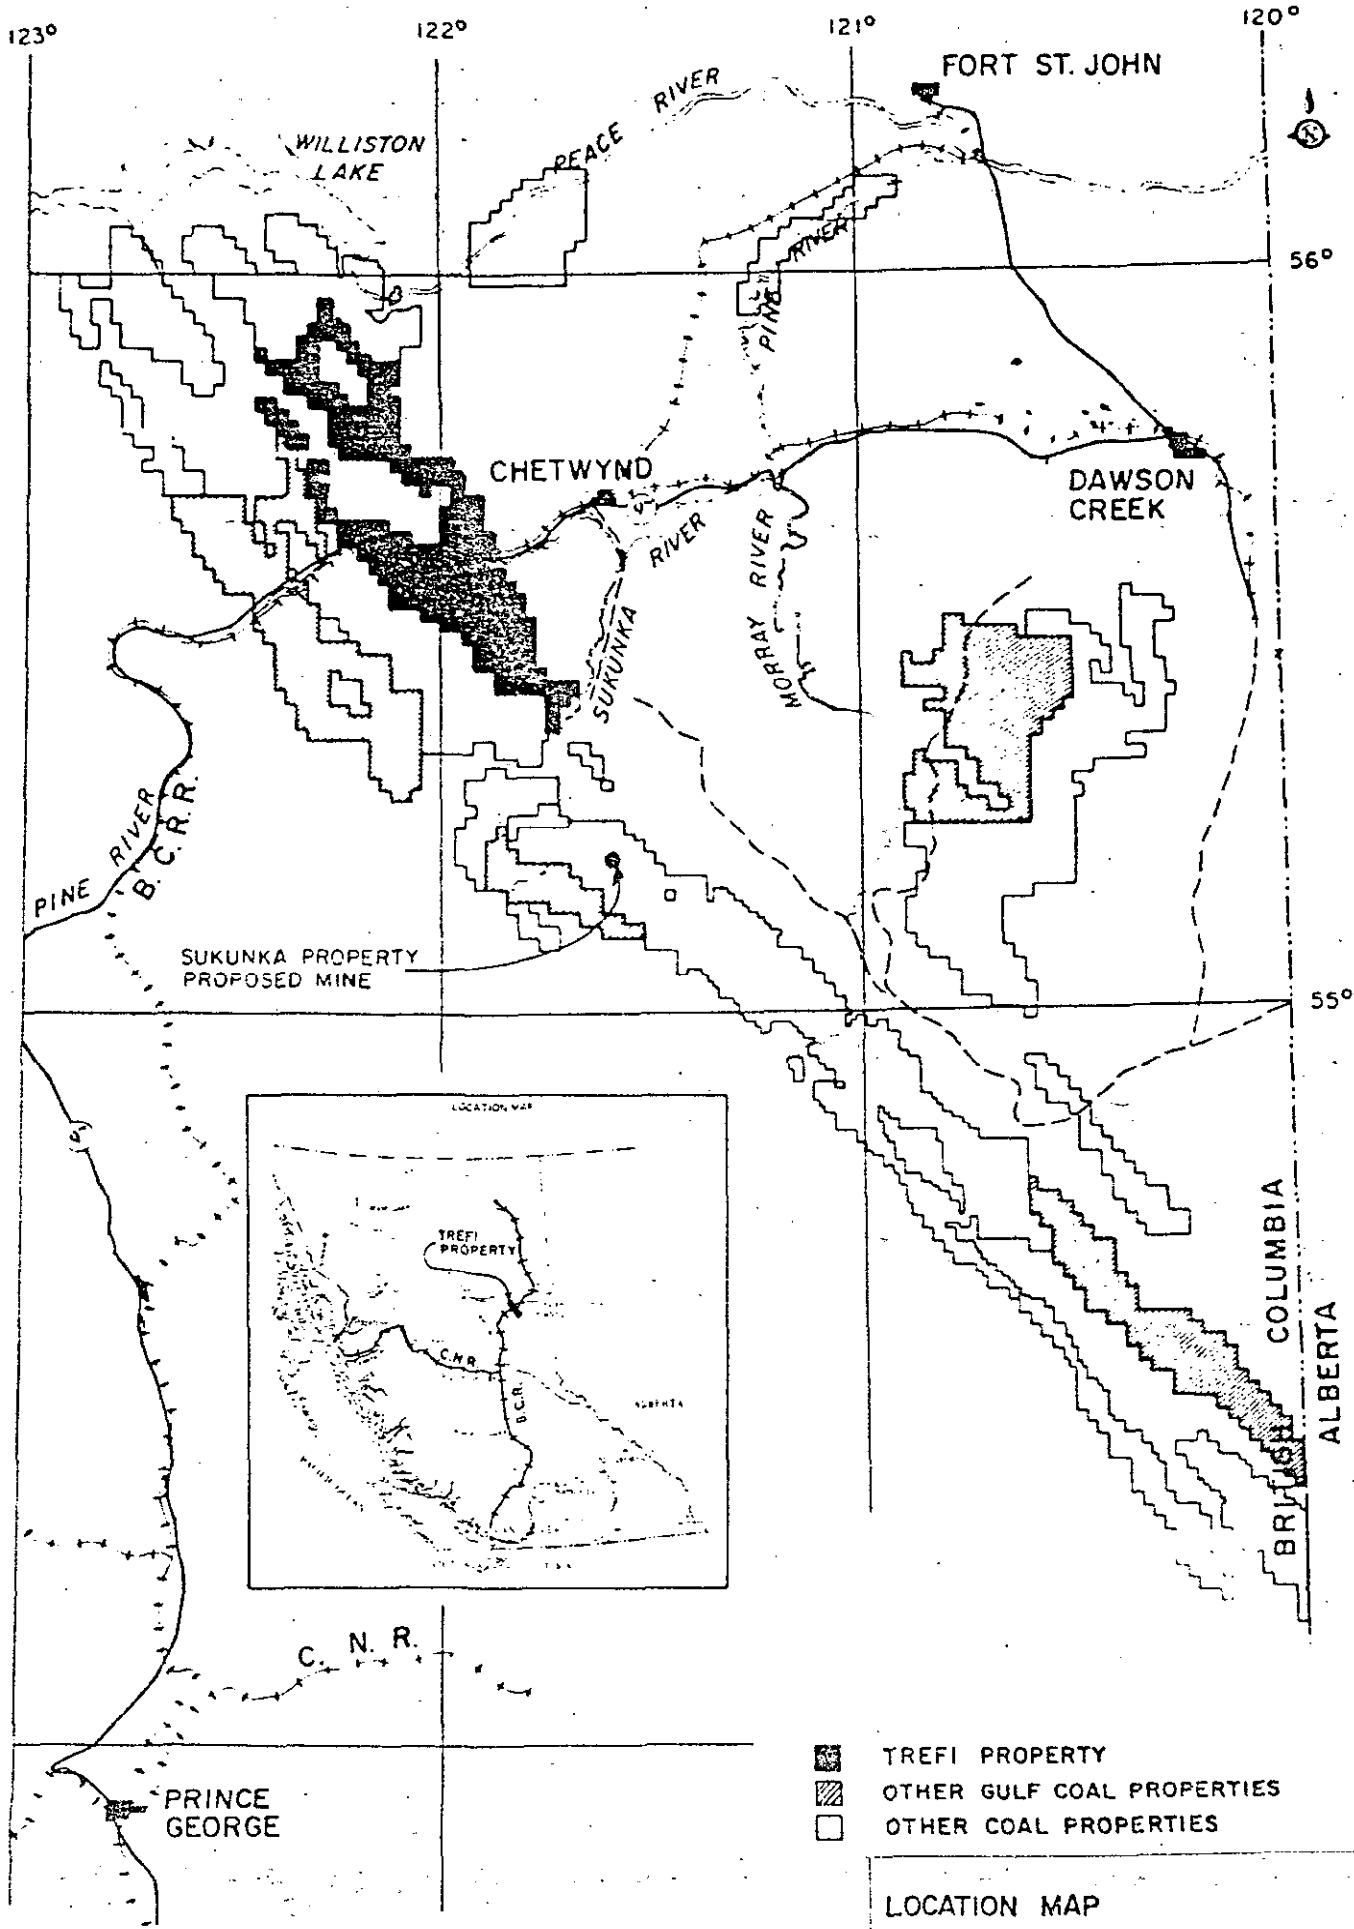 123°
122°
121°
120°
FORT ST. JOHN
PEACE RIVER
WILLISTON
LAKE
PINE RIVER
56°
CHETWYND
DAWSON
CREEK
SUKUNKA RIVER
MORRAY RIVER
PINE RIVER
B. C. R. R.
SUKUNKA PROPERTY
PROPOSED MINE
55°
LOCATION MAP
TREFI
PROPERTY
C.N.R.
B.C.R.
ALBERTA
BRITISH COLUMBIA
ALBERTA
C. N. R.
PRINCE
GEORGE
TREFI PROPERTY
OTHER GULF COAL PROPERTIES
OTHER COAL PROPERTIES
LOCATION MAP